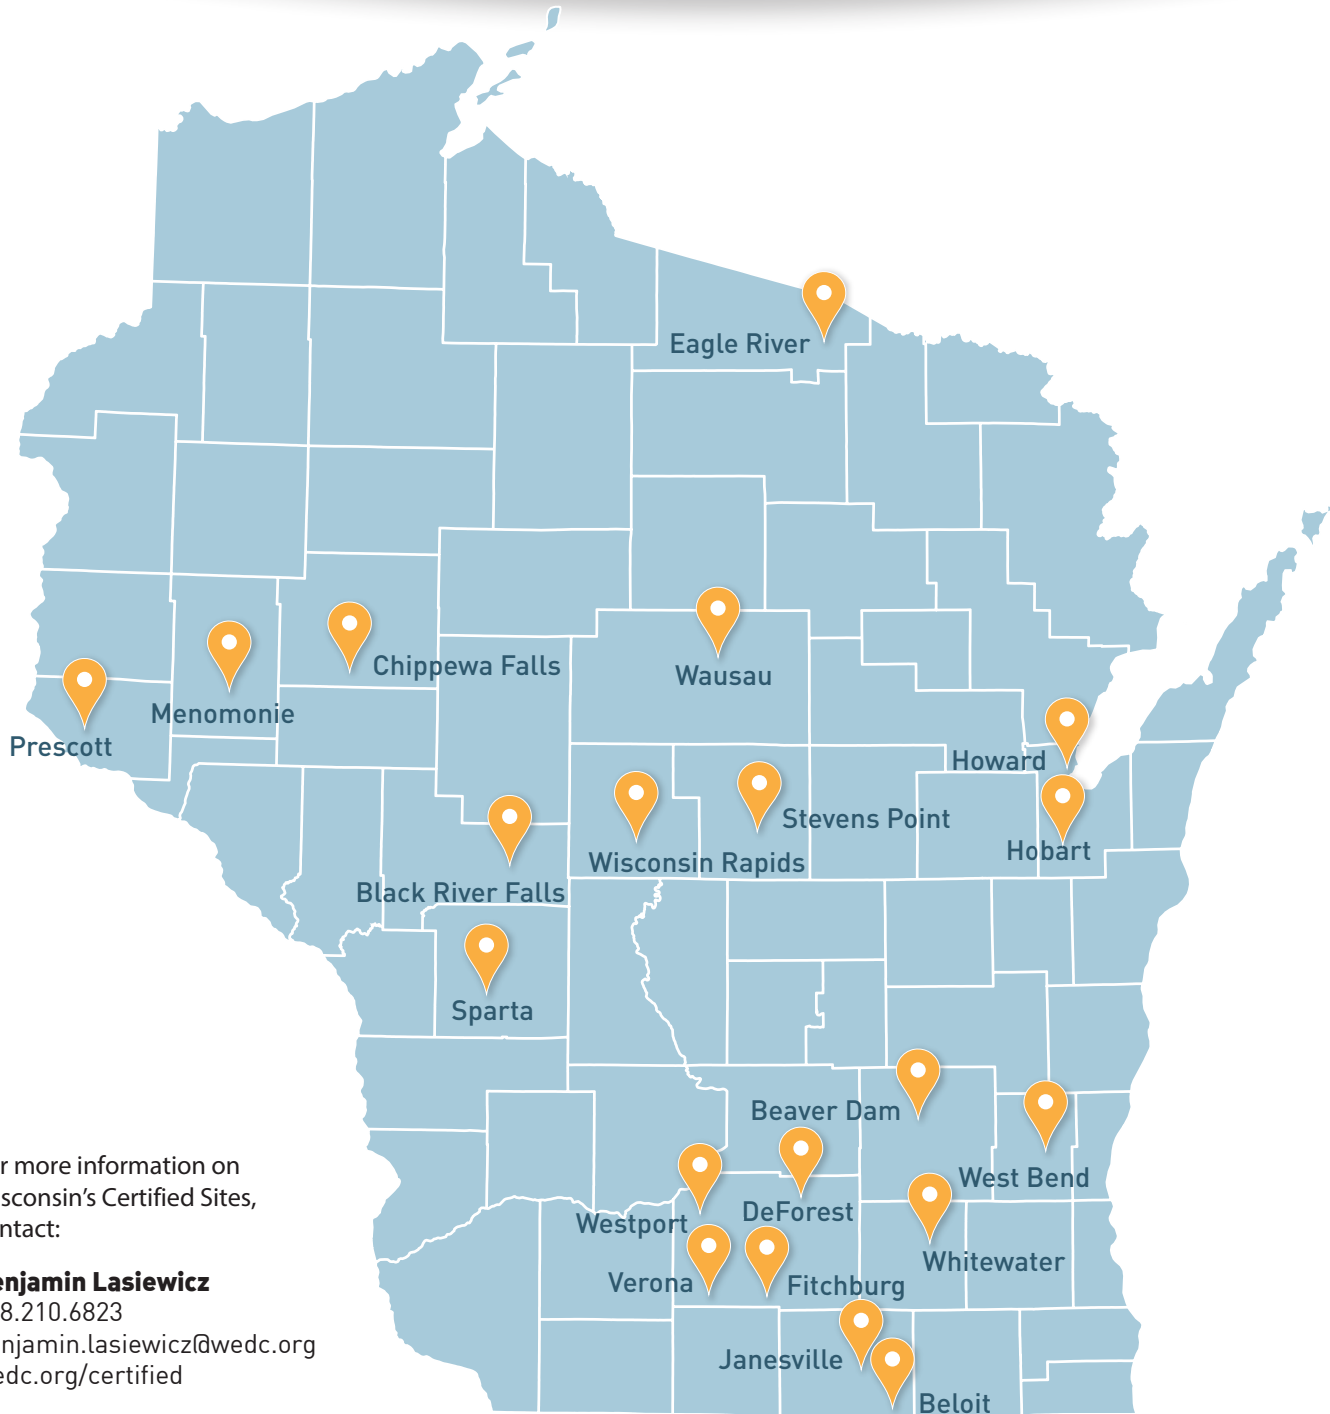 Eagle River
Chippewa Falls
Wausau
Menomonie
Prescott
Howard
Stevens Point
Hobart
Wisconsin Rapids
Black River Falls
Sparta
Beaver Dam
West Bend
DeForest
Westport
Whitewater
Verona
Fitchburg
Janesville
Beloit
r more information on
isconsin's Certified Sites,
ntact:
enjamin Lasiewicz
8.210.6823
njamin.lasiewicz@wedc.org
edc.org/certified